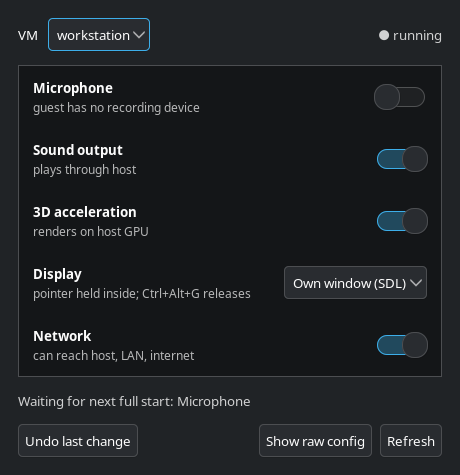 VM workstation running
Microphone
guest has no recording device
Sound output
plays through host
3D acceleration
renders on host GPU
Display
pointer held inside; Ctrl+Alt+G releases
Own window (SDL)
Network
can reach host, LAN, internet
Waiting for next full start: Microphone
Undo last change Show raw config Refresh